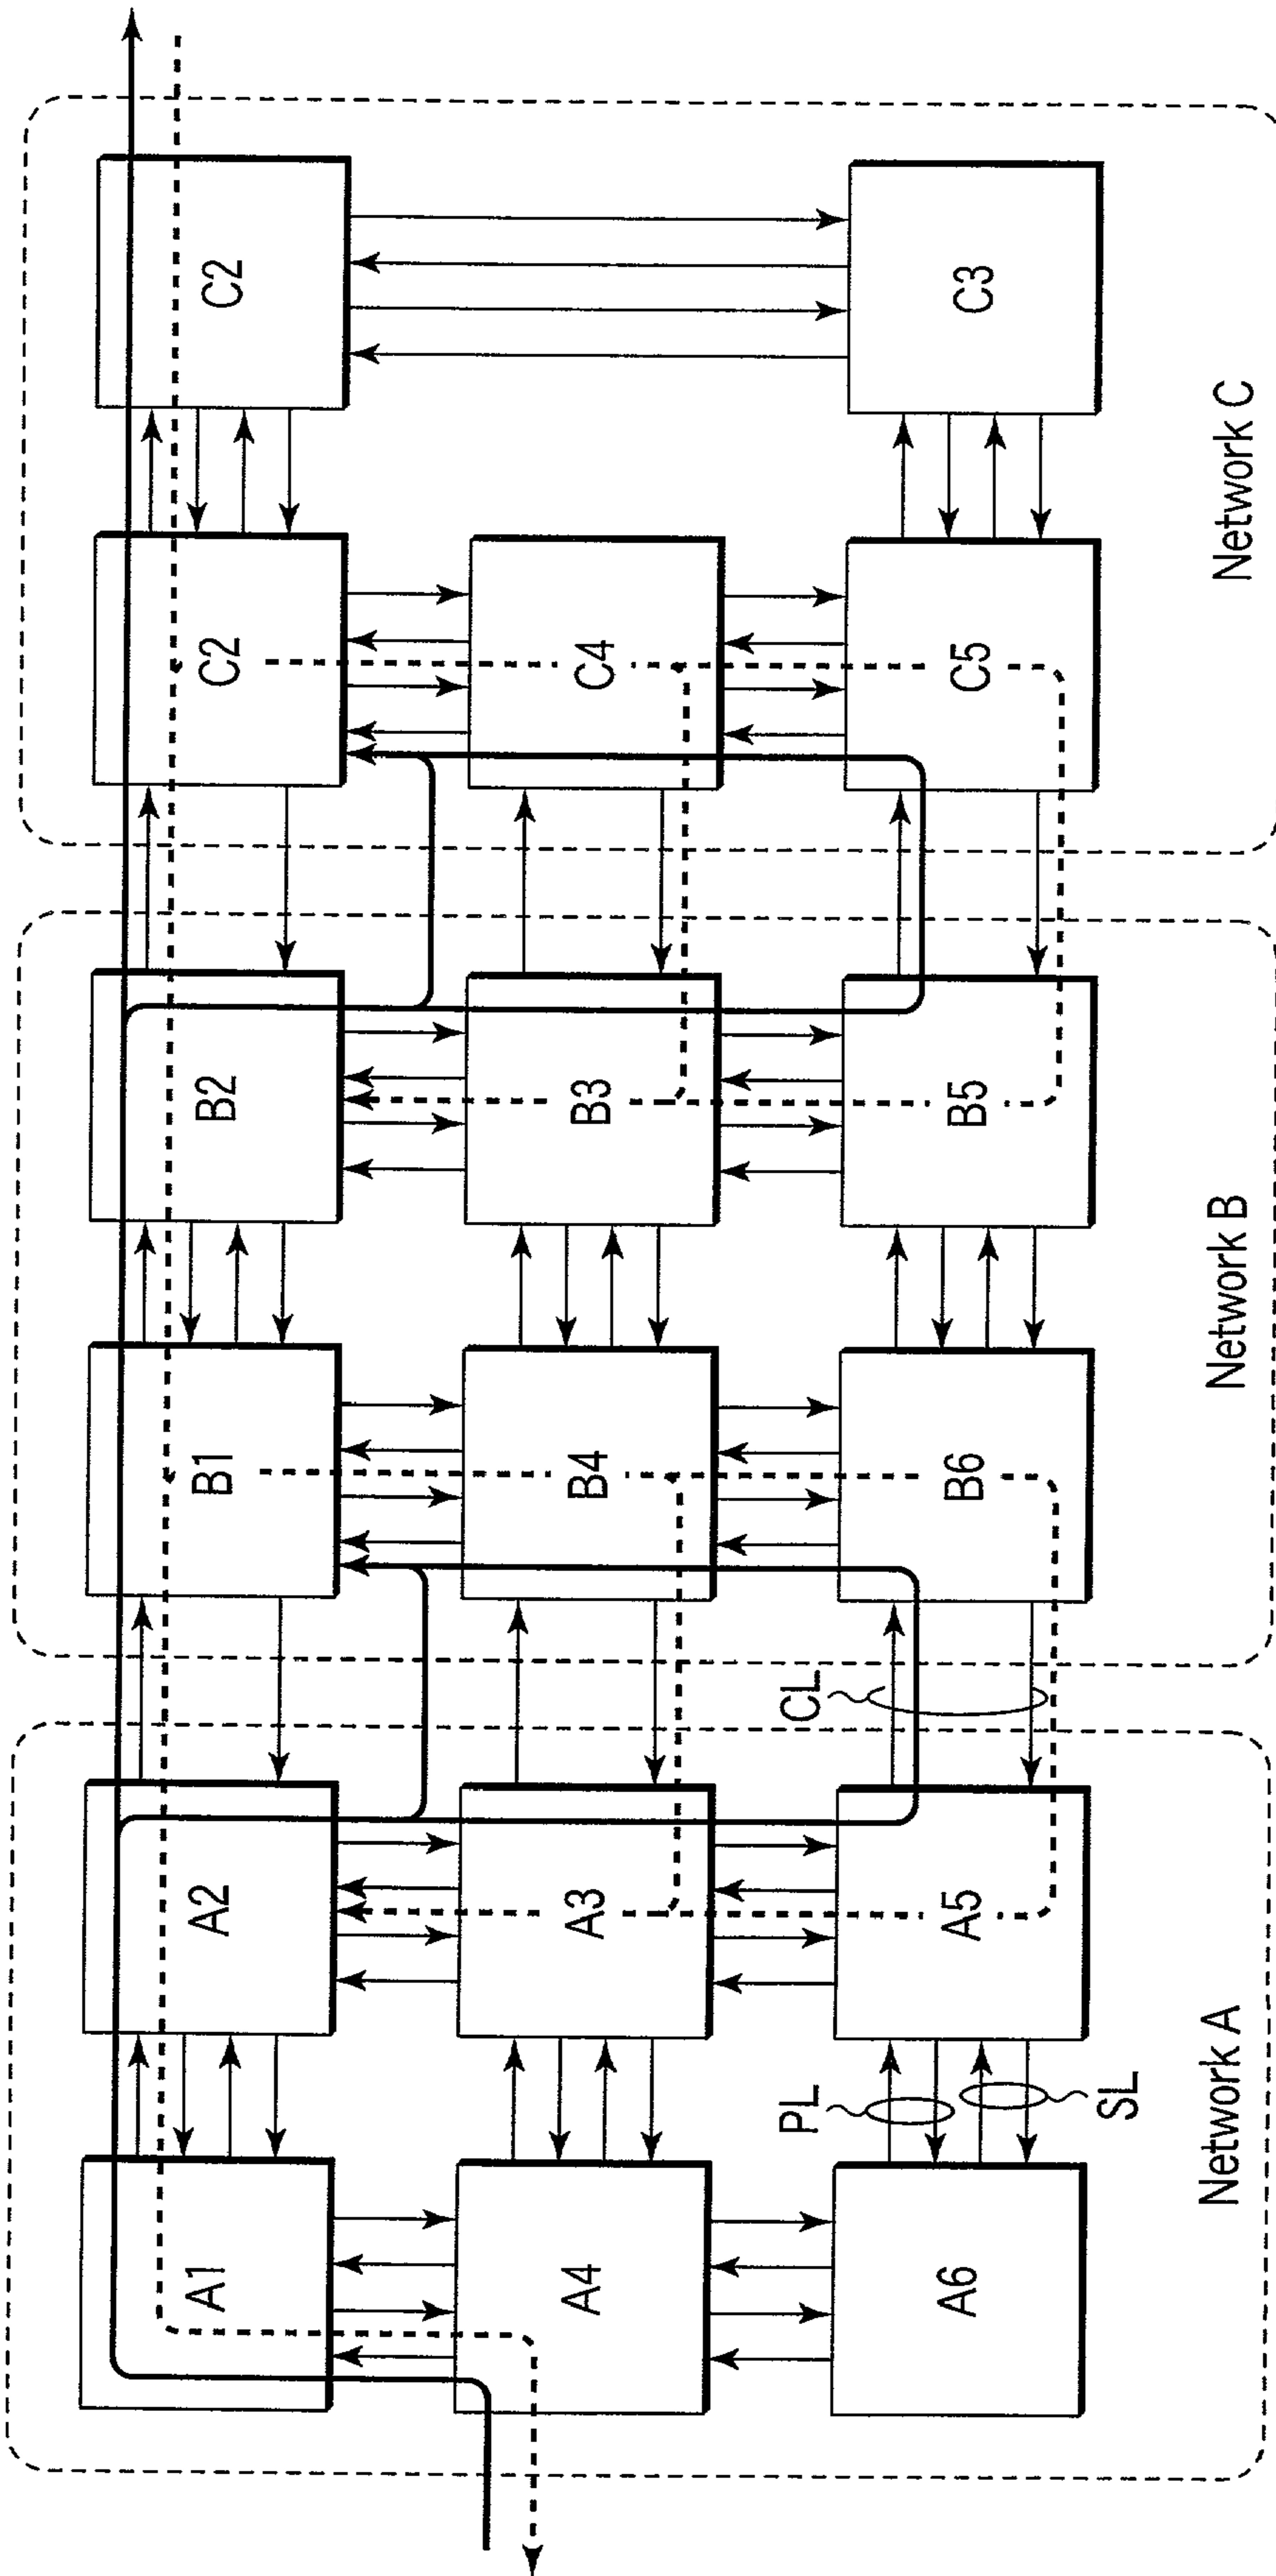 A1
A2
B1
B2
C2
C2
A4
A3
B4
B3
C4
PL
CL
A6
A5
B6
B5
C5
C3
SL
Network A
Network B
Network C